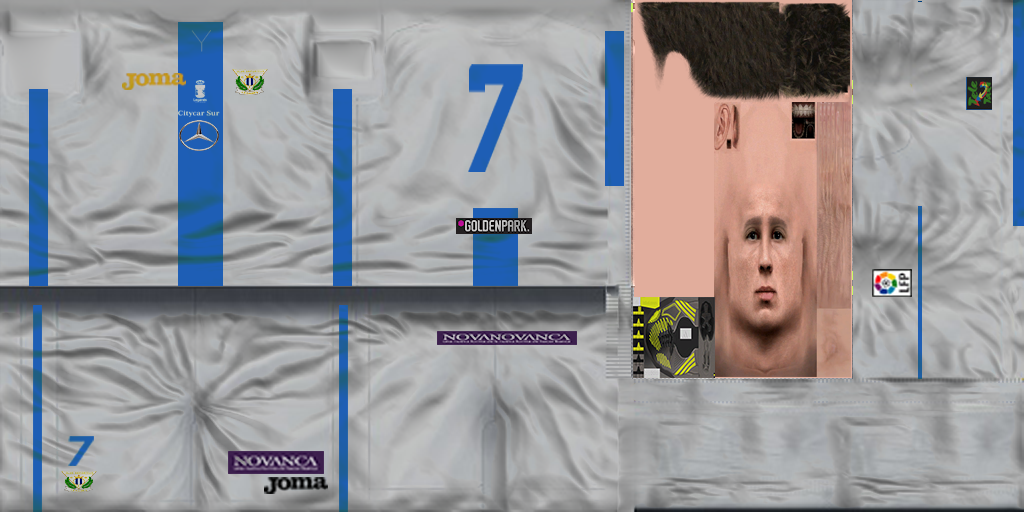 joma
Citycar Sur
7
GOLDENPARK.
LFP
NOVANOVANCA
7
NOVANCA
joma